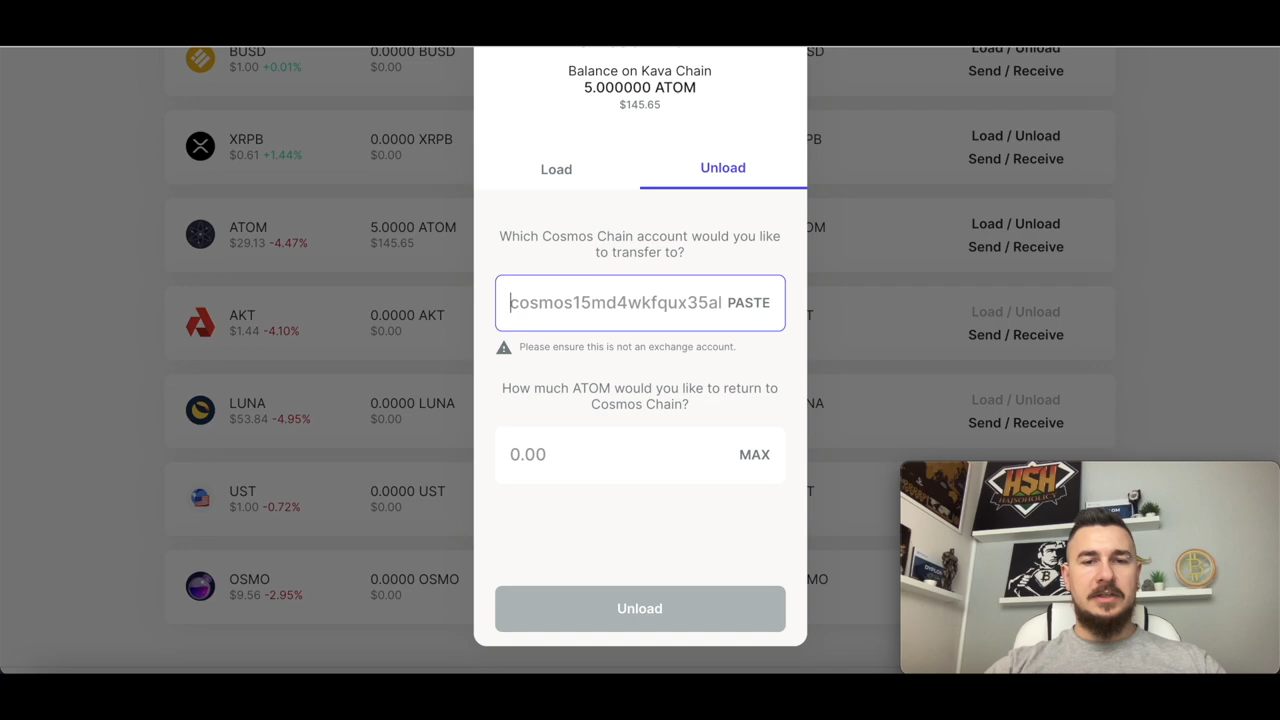 BUSD
$1.00 +0.01%
0.0000 BUSD
$0.00
SD
Load / Unload
Send / Receive
Balance on Kava Chain
5.000000 ATOM
$145.65
XRPB
$0.61 +1.44%
0.0000 XRPB
$0.00
PB
Load / Unload
Send / Receive
Load
Unload
ATOM
$29.13 -4.47%
5.0000 ATOM
$145.65
OM
Load / Unload
Send / Receive
Which Cosmos Chain account would you like
to transfer to?
cosmos15md4wkfqux35al PASTE
Please ensure this is not an exchange account.
AKT
$1.44 -4.10%
0.0000 AKT
$0.00
T
Load / Unload
Send / Receive
How much ATOM would you like to return to
Cosmos Chain?
0.00 MAX
LUNA
$53.84 -4.95%
0.0000 LUNA
$0.00
NA
Load / Unload
Send / Receive
UST
$1.00 -0.72%
0.0000 UST
$0.00
T
OSMO
$9.56 -2.95%
0.0000 OSMO
$0.00
MO
Unload
HSH
HAJSOHOLICY